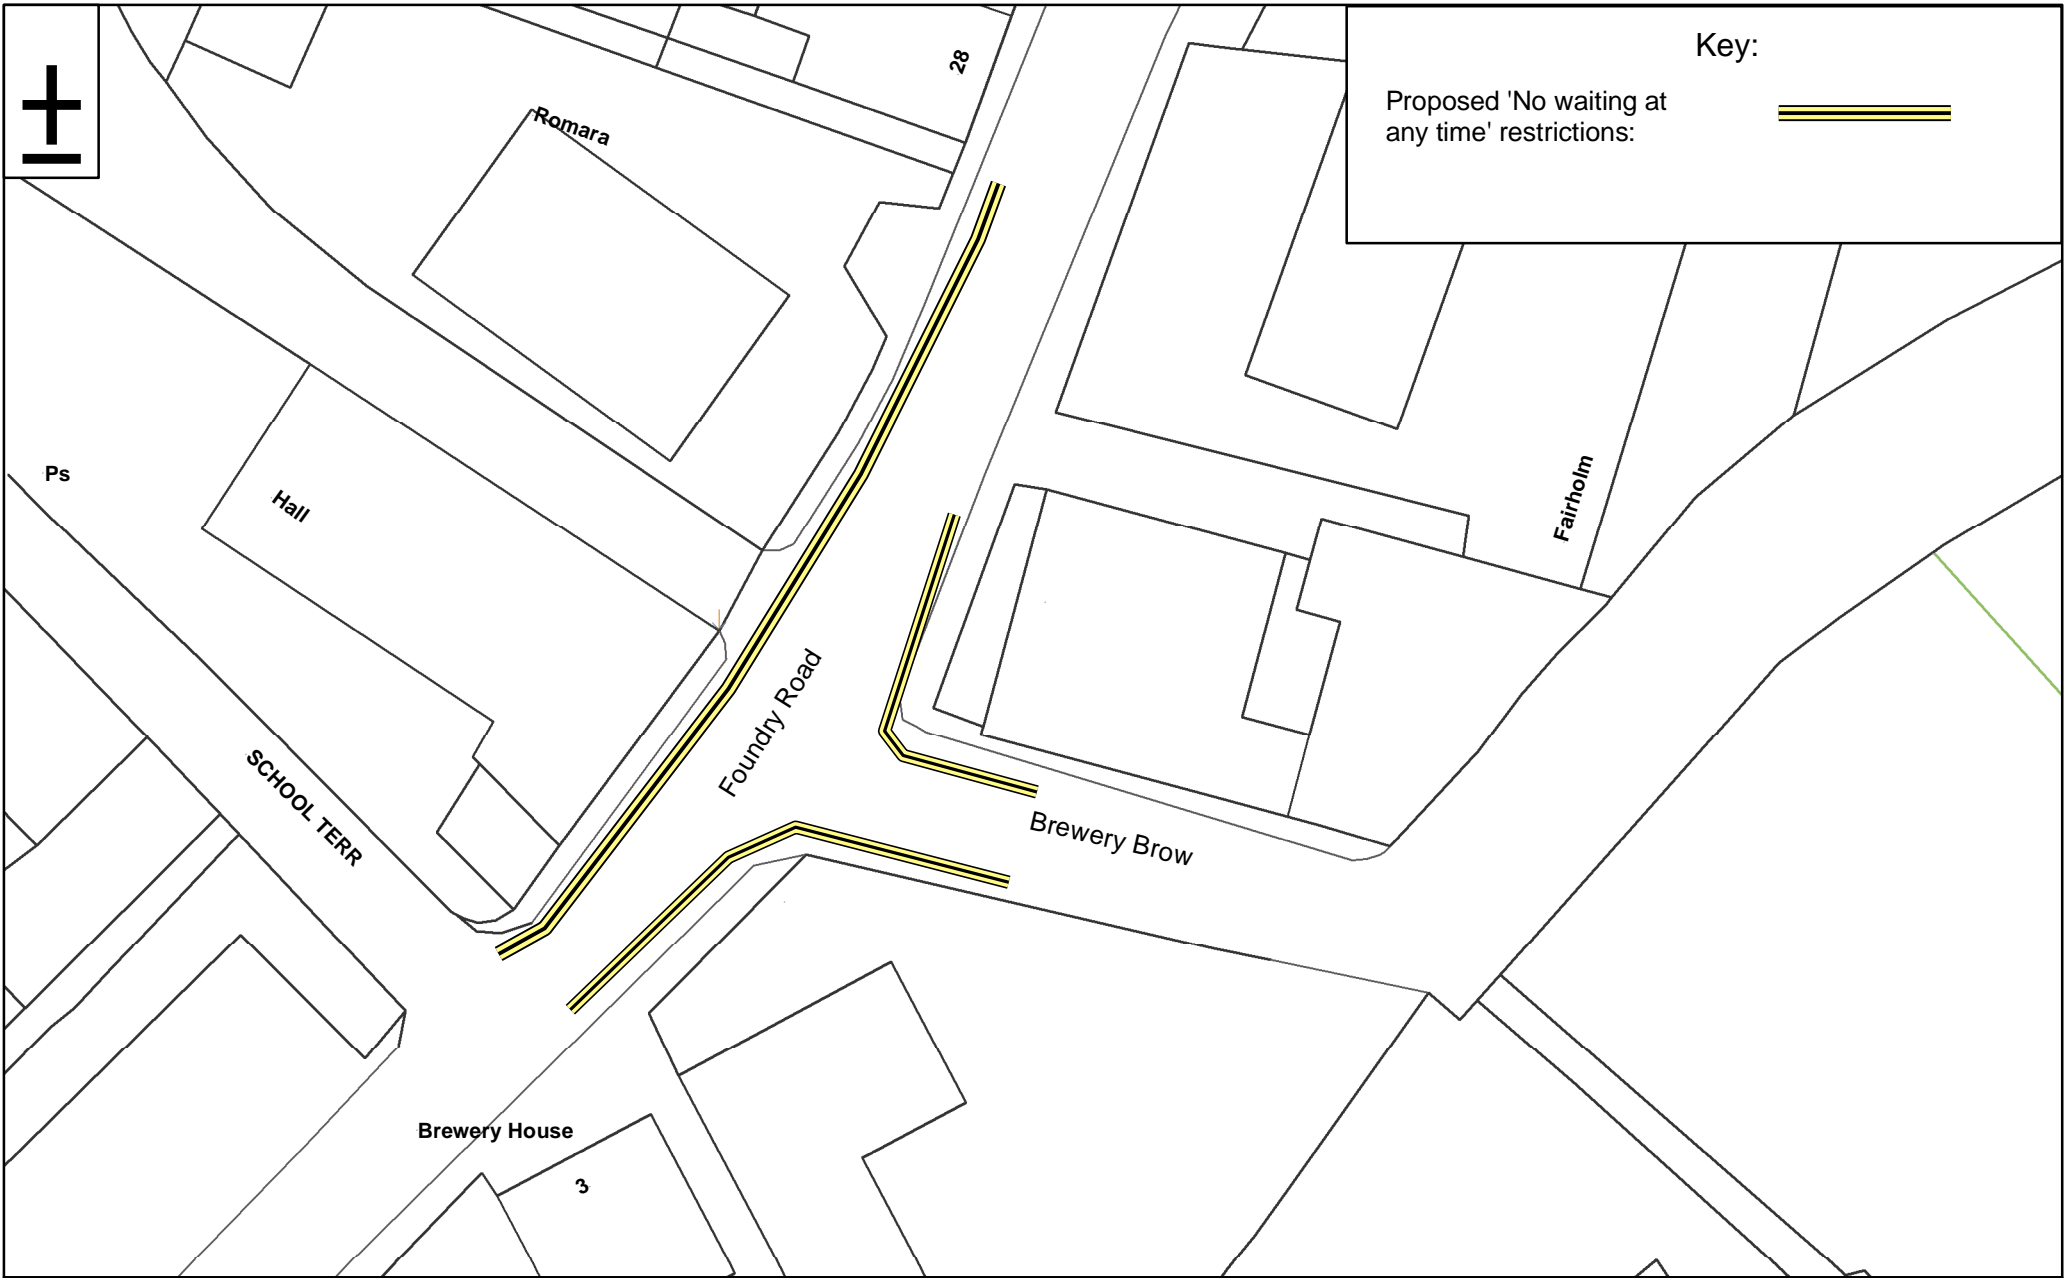 Key:
Proposed 'No waiting at
any time' restrictions:
28
Romara
Ps
Hall
Fairholm
Foundry Road
SCHOOL TERR
Brewery Brow
Brewery House
3